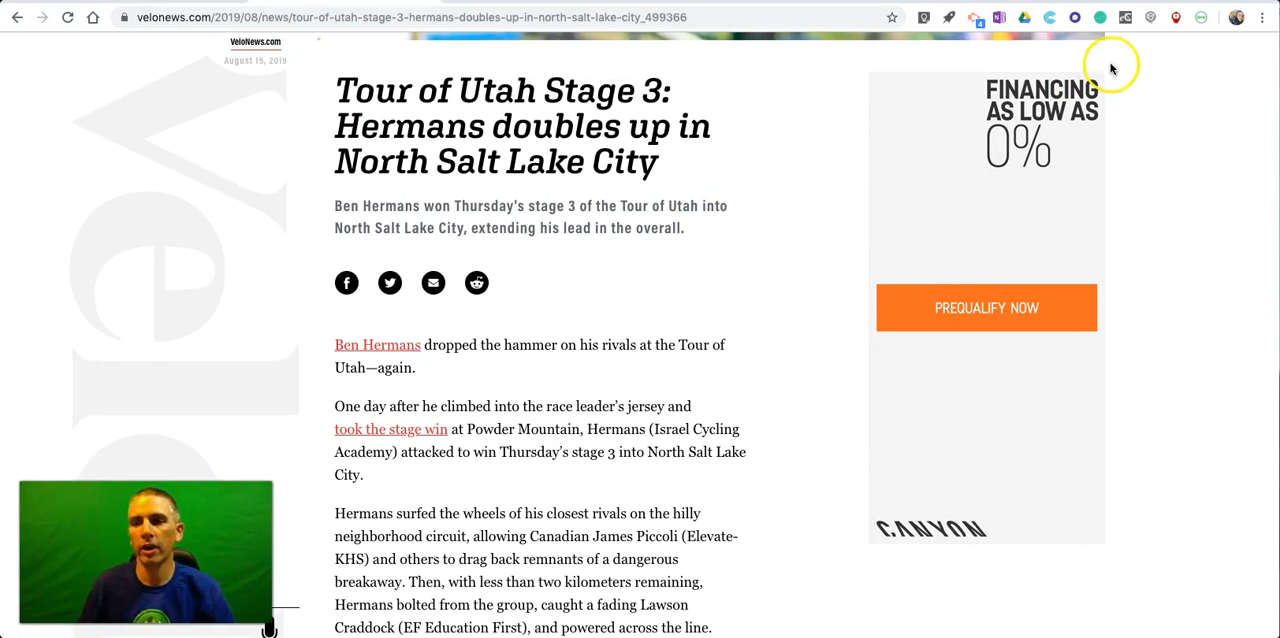 velonews.com/2019/08/news/tour-of-utah-stage-3-hermans-doubles-up-in-north-salt-lake-city_499366
4
VeloNews.com
August 15, 2019
Velo
Tour of Utah Stage 3:
Hermans doubles up in
North Salt Lake City
Ben Hermans won Thursday's stage 3 of the Tour of Utah into
North Salt Lake City, extending his lead in the overall.
Ben Hermans dropped the hammer on his rivals at the Tour of
Utah—again.
One day after he climbed into the race leader’s jersey and
took the stage win at Powder Mountain, Hermans (Israel Cycling
Academy) attacked to win Thursday’s stage 3 into North Salt Lake
City.
Hermans surfed the wheels of his closest rivals on the hilly
neighborhood circuit, allowing Canadian James Piccoli (Elevate-
KHS) and others to drag back remnants of a dangerous
breakaway. Then, with less than two kilometers remaining,
Hermans bolted from the group, caught a fading Lawson
Craddock (EF Education First), and powered across the line.
FINANCING
AS LOW AS
0%
PREQUALIFY NOW
CANYON